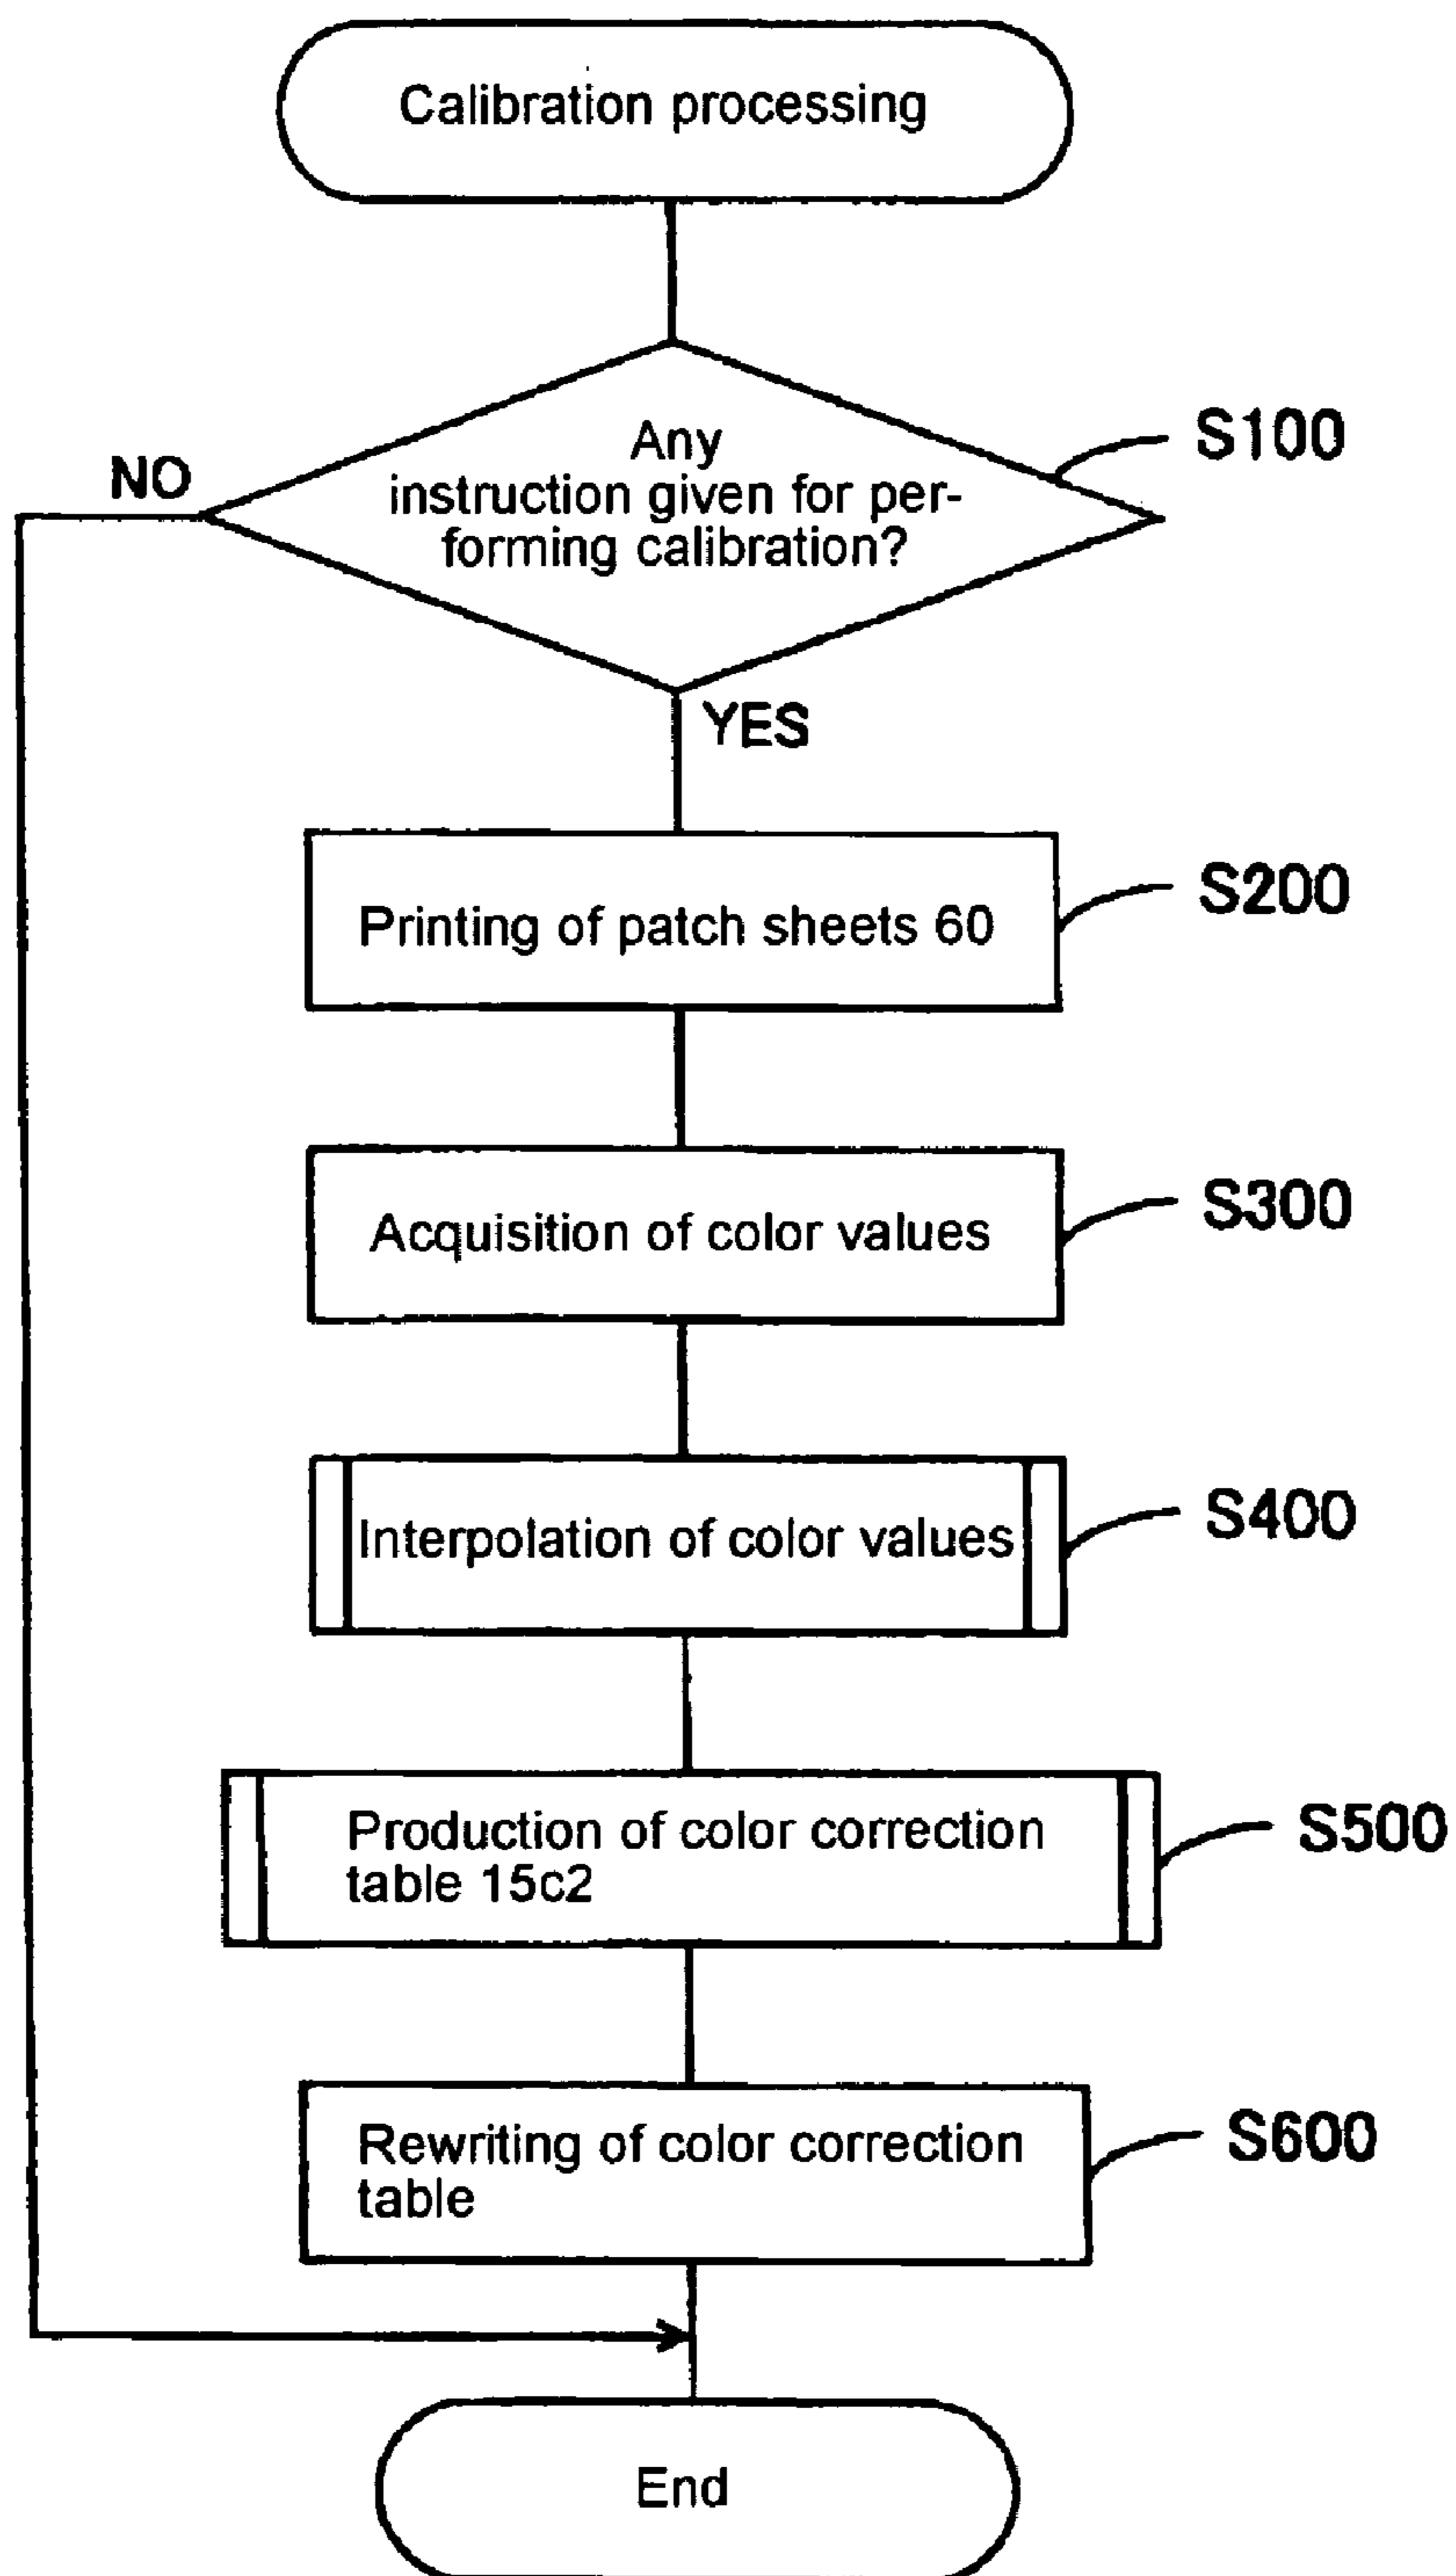 Calibration processing
Any
instruction given for per-
forming calibration?
S100
NO
YES
Printing of patch sheets 60
S200
Acquisition of color values
S300
Interpolation of color values
S400
Production of color correction
table 15c2
S500
Rewriting of color correction
table
S600
End